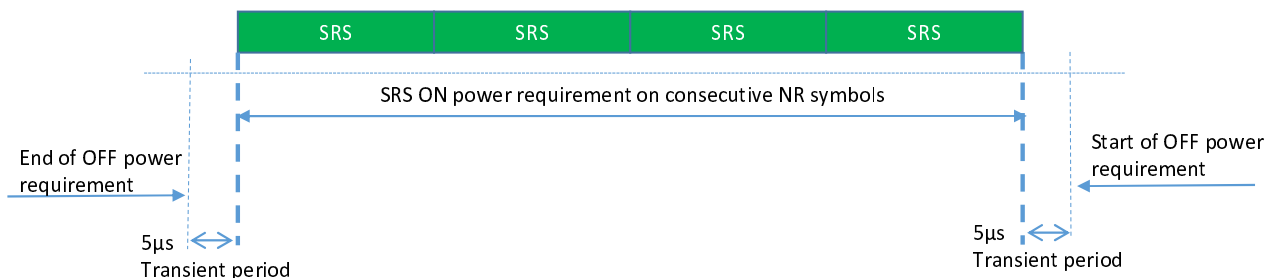 SRS SRS SRS SRS
SRS ON power requirement on consecutive NR symbols
End of OFF power
requirement
Start of OFF power
requirement
5µs
Transient period
5µs
Transient period